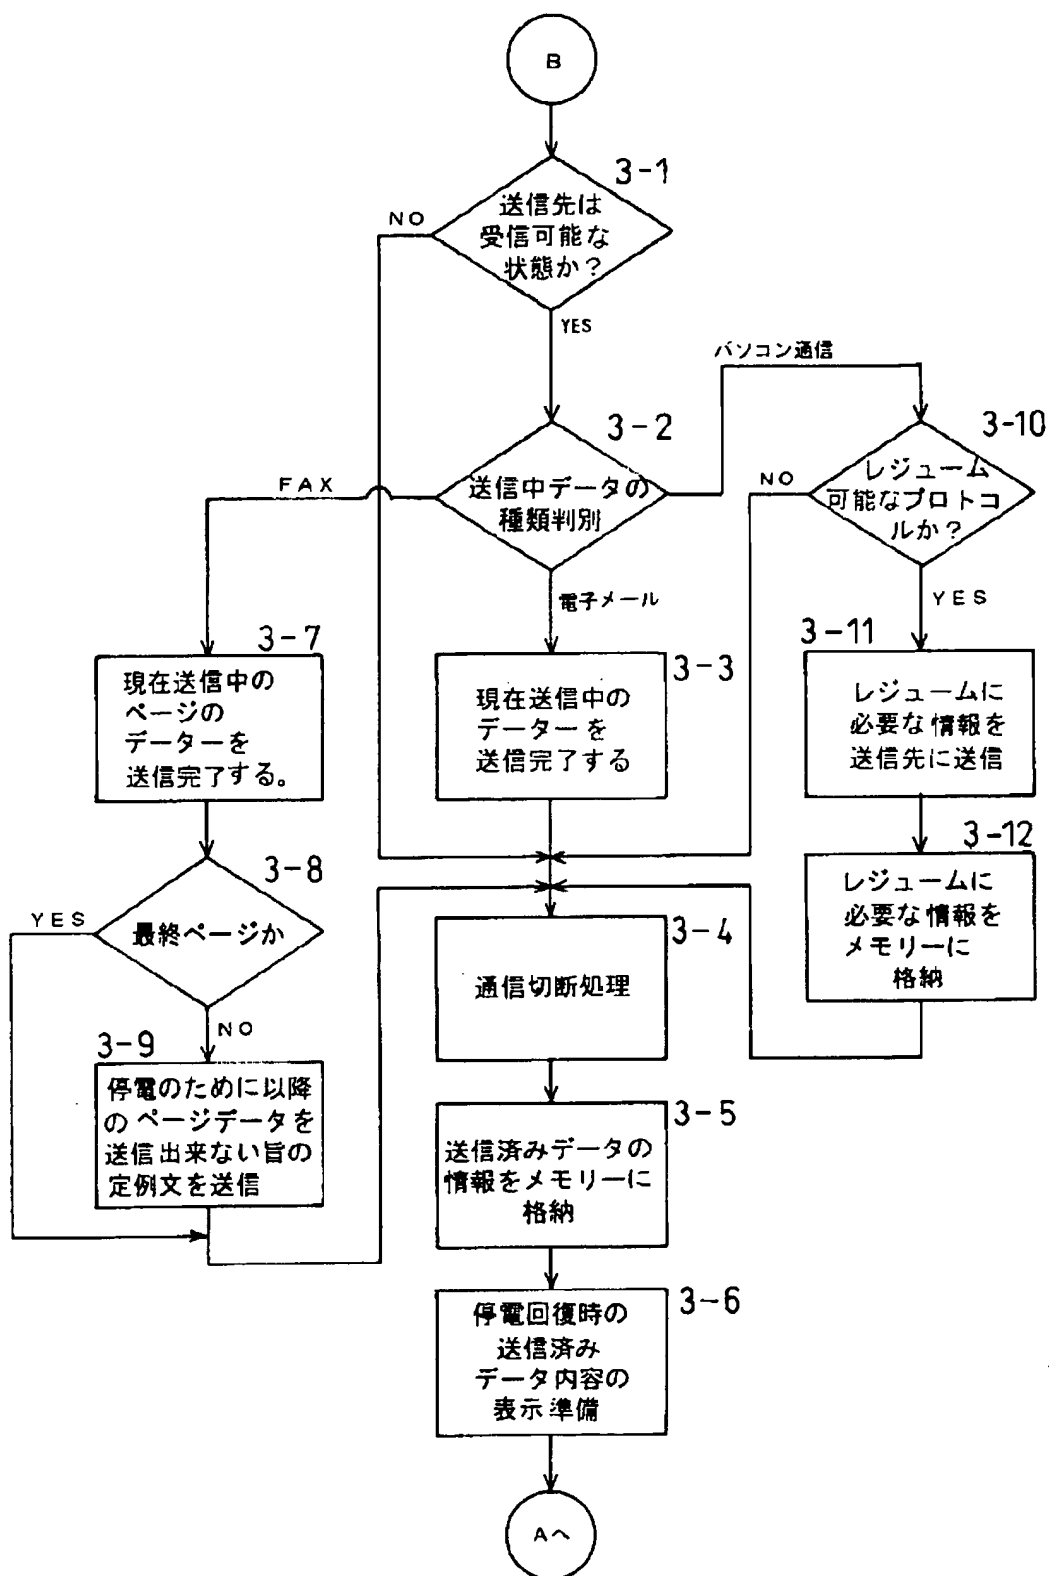 B
3-1
送信先は
受信可能な
状態か?
NO
YES
パソコン通信
3-2
送信中データの
種類判別
FAX
電子メール
3-10
レジューム
可能なプロトコ
ルか?
NO
YES
3-7
現在送信中の
ページの
データーを
送信完了する。
3-3
現在送信中の
データーを
送信完了する
3-11
レジュームに
必要な情報を
送信先に送信
3-12
レジュームに
必要な情報を
メモリーに
格納
3-8
最終ページか
YES
NO
3-9
停電のために以降
のページデータを
送信出来ない旨の
定例文を送信
3-4
通信切断処理
3-5
送信済みデータの
情報をメモリーに
格納
3-6
停電回復時の
送信済み
データ内容の
表示準備
Aへ